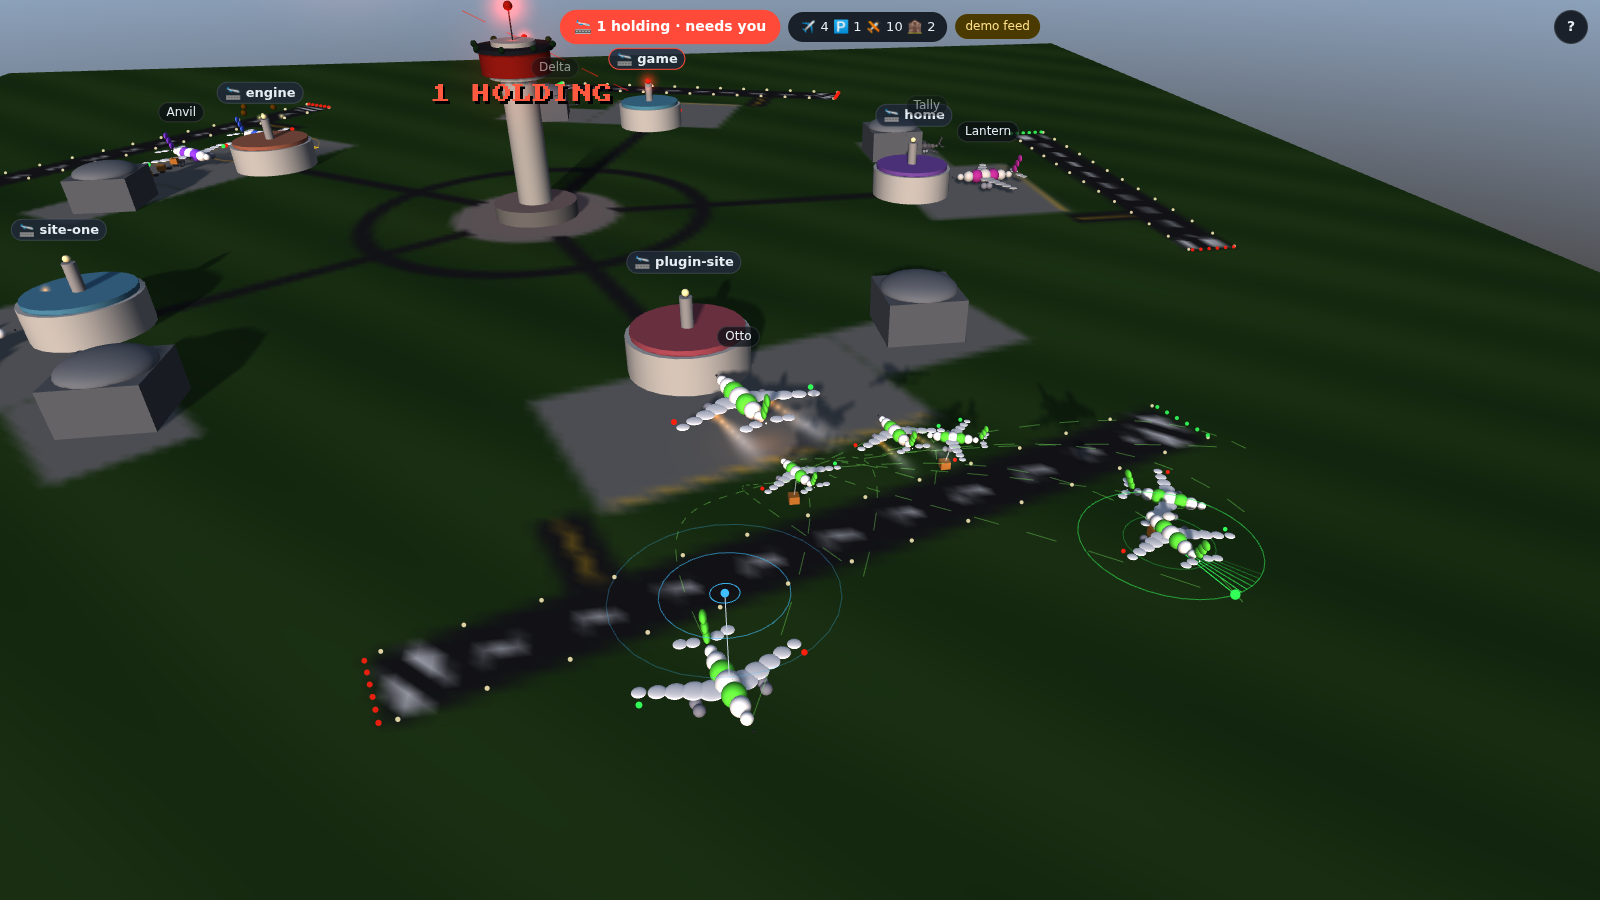 1 holding · needs you
4 1 10 2
demo feed
?
Delta
game
1 HOLDING
engine
Anvil
Tally
home
Lantern
site-one
plugin-site
Otto